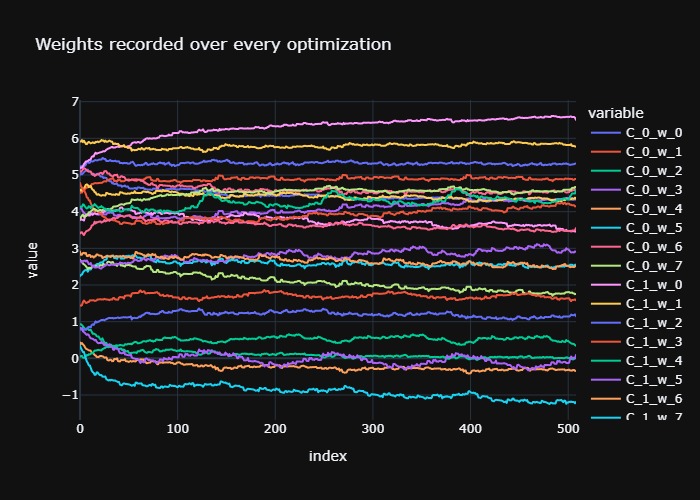 Weights recorded over every optimization
variable
C_0_w_0
C_0_w_1
C_0_w_2
C_0_w_3
C_0_w_4
C_0_w_5
C_0_w_6
C_0_w_7
C_1_w_0
C_1_w_1
C_1_w_2
C_1_w_3
C_1_w_4
C_1_w_5
C_1_w_6
C_1_w_7
value
7
6
5
4
3
2
1
0
−1
0
100
200
300
400
500
index